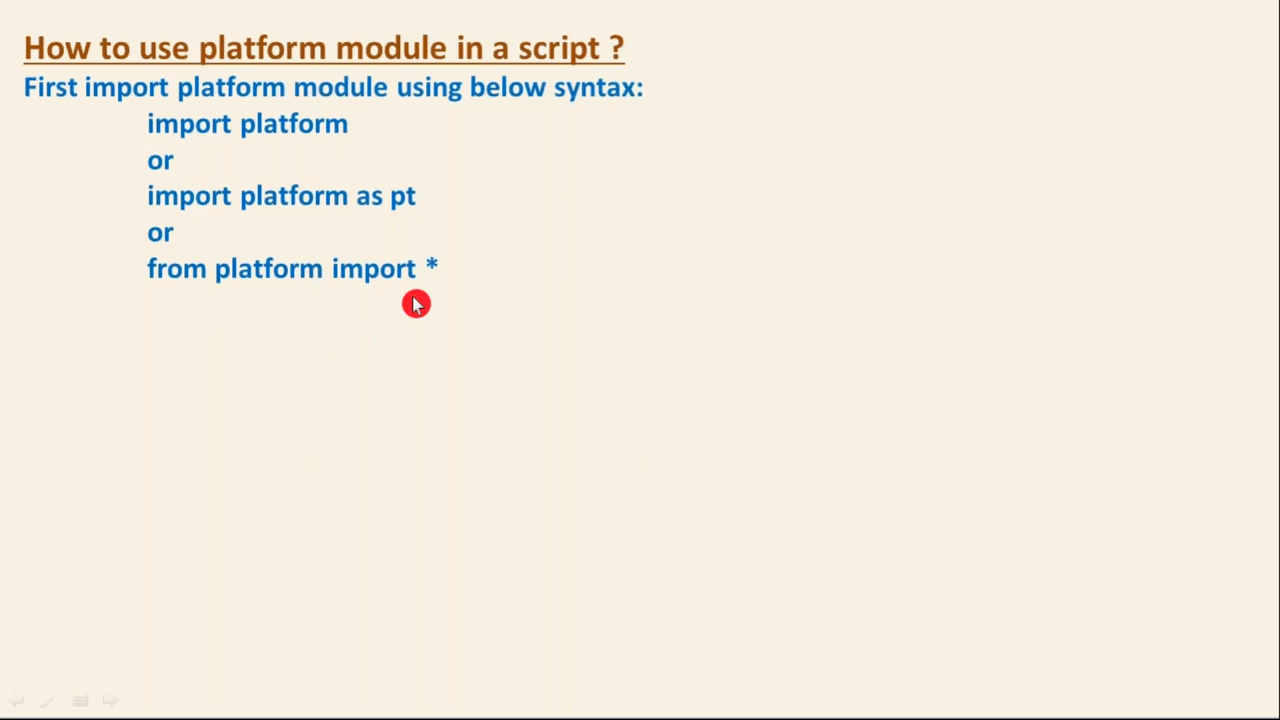 How to use platform module in a script ?
First import platform module using below syntax:
import platform
or
import platform as pt
or
from platform import *